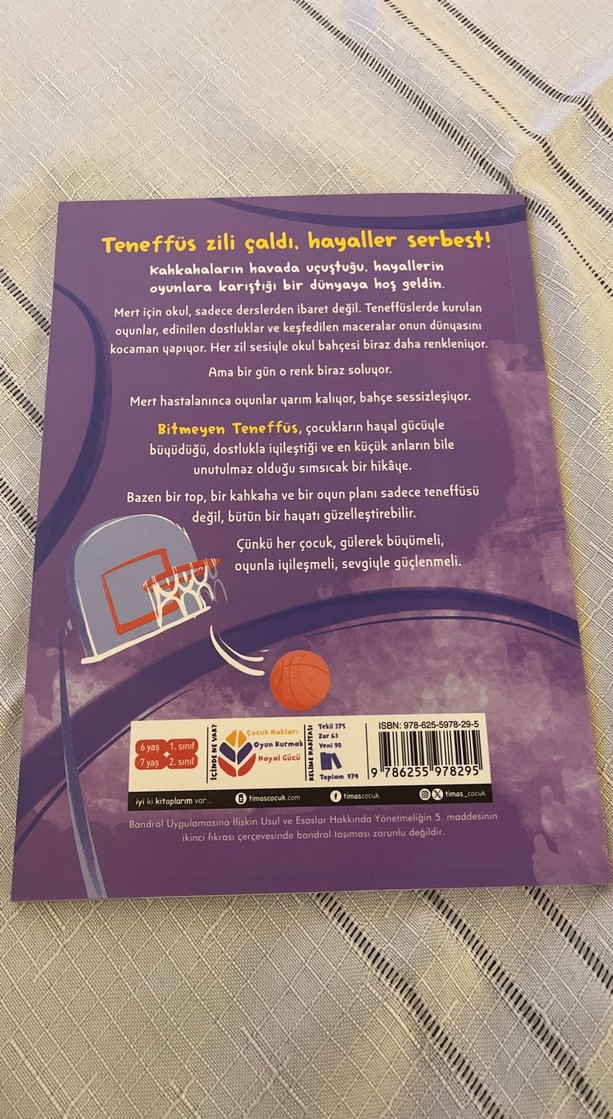 Teneffüs zili çaldı, hayaller serbest!
Kahkahaların havada uçuştuğu, hayallerin
oyunlara karıştığı bir dünyaya hoş geldin.
Mert için okul, sadece derslerden ibaret değil. Teneffüslerde kurulan
oyunlar, edinilen dostluklar ve keşfedilen maceralar onun dünyasını
kocaman yapıyor. Her zil sesiyle okul bahçesi biraz daha renkleniyor.
Ama bir gün o renk biraz soluyor.
Mert hastalanınca oyunlar yarım kalıyor, bahçe sessizleşiyor.
Bitmeyen Teneffüs, çocukların hayal gücüyle
büyüdüğü, dostlukla iyileştiği ve en küçük anların bile
unutulmaz olduğu sımsıcak bir hikâye.
Bazen bir top, bir kahkaha ve bir oyun planı sadece teneffüsü
değil, bütün bir hayatı güzelleştirebilir.
Çünkü her çocuk, gülerek büyümeli,
oyunla iyileşmeli, sevgiyle güçlenmeli.
6 yaş 1. sınıf
7 yaş 2. sınıf
İÇİNDE NE VAR?
Çocuk Hakları
Oyun Kurmak
Hayal Gücü
KELİME HARİTASI
Tekil 375
Zor 63
Yeni 90
Toplam 974
ISBN: 978-625-5978-29-5
9 786255 978295
iyi ki kitaplarım var...
timascocuk.com
timascocuk
timas_cocuk
Bandrol Uygulamasına İlişkin Usul ve Esaslar Hakkında Yönetmeliğin 5. maddesinin
ikinci fıkrası çerçevesinde bandrol taşıması zorunlu değildir.